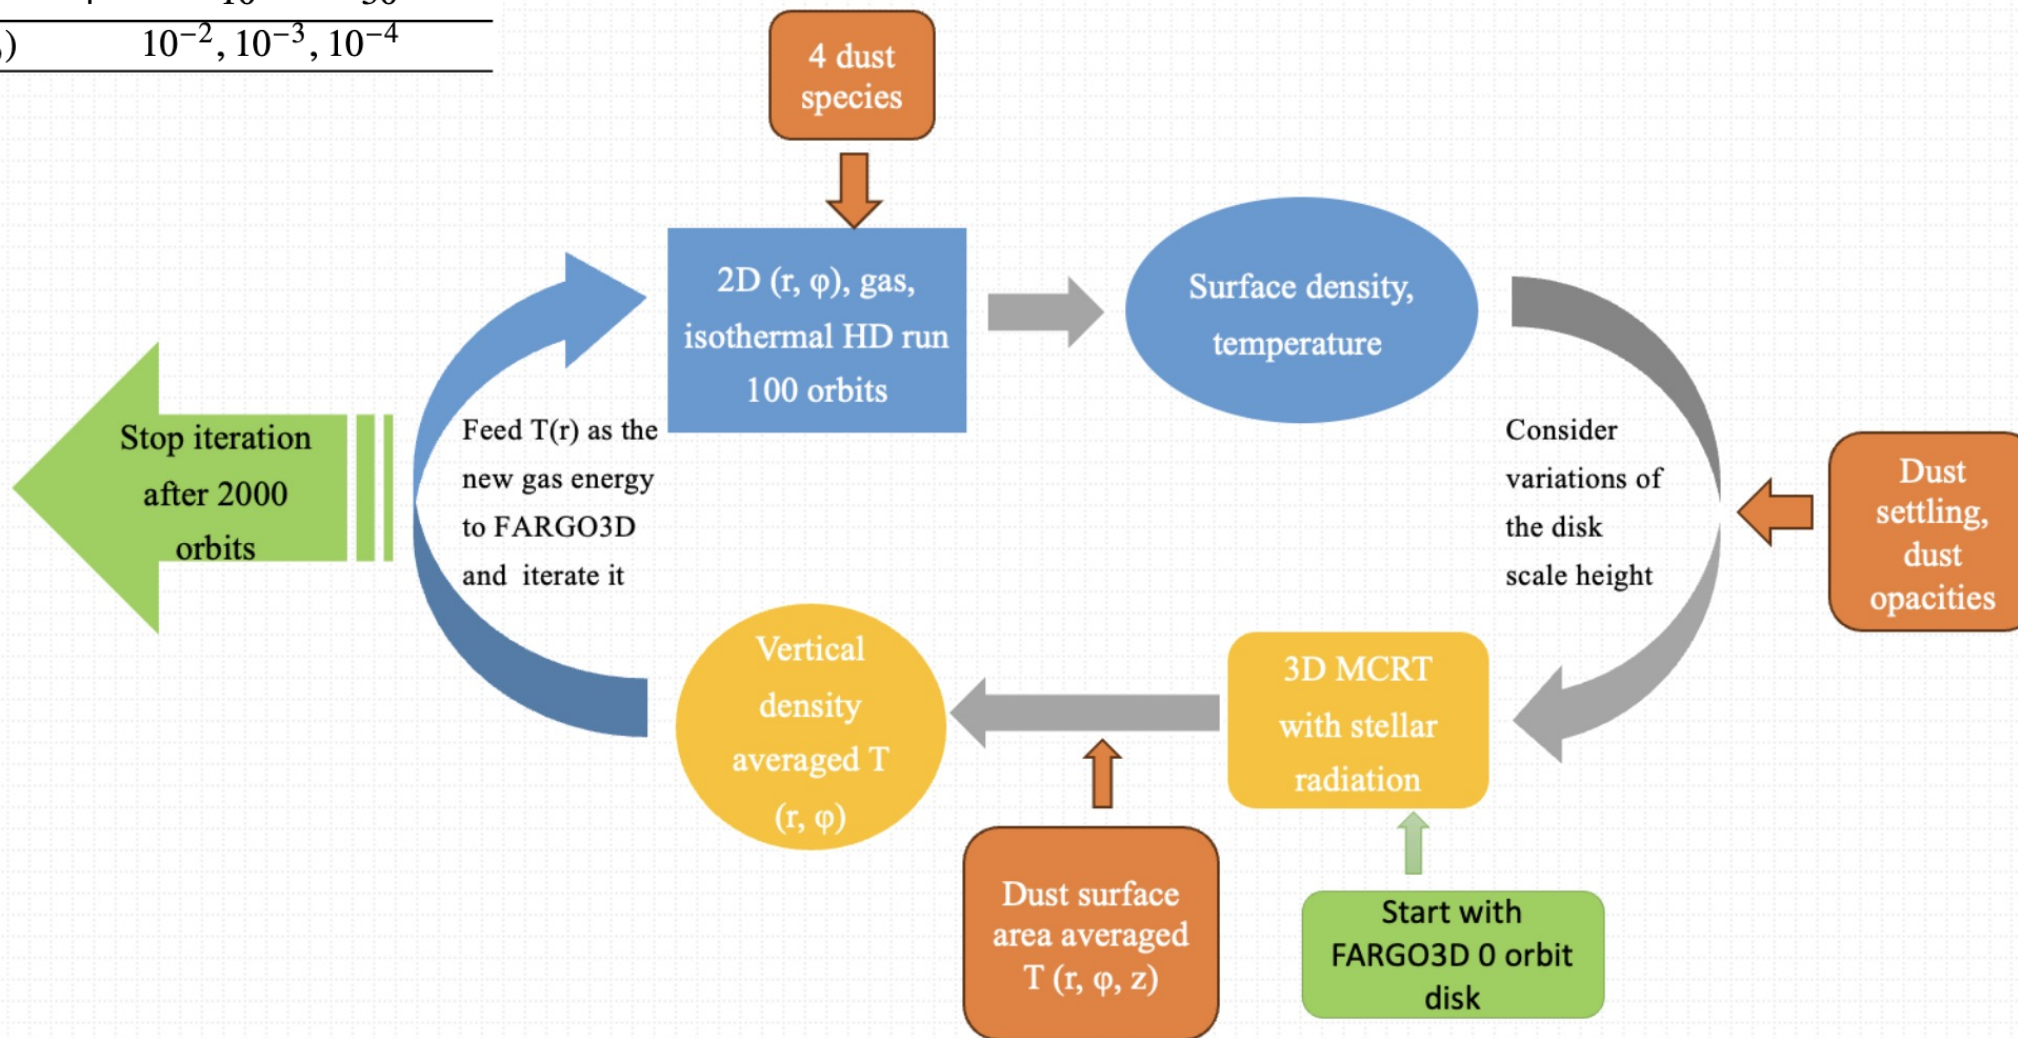 10⁻², 10⁻³, 10⁻⁴
4 dust
species
2D (r, φ), gas,
isothermal HD run
100 orbits
Surface density,
temperature
Consider
variations of
the disk
scale height
Dust
settling,
dust
opacities
3D MCRT
with stellar
radiation
Start with
FARGO3D 0 orbit
disk
Dust surface
area averaged
T (r, φ, z)
Vertical
density
averaged T
(r, φ)
Feed T(r) as the
new gas energy
to FARGO3D
and iterate it
Stop iteration
after 2000
orbits